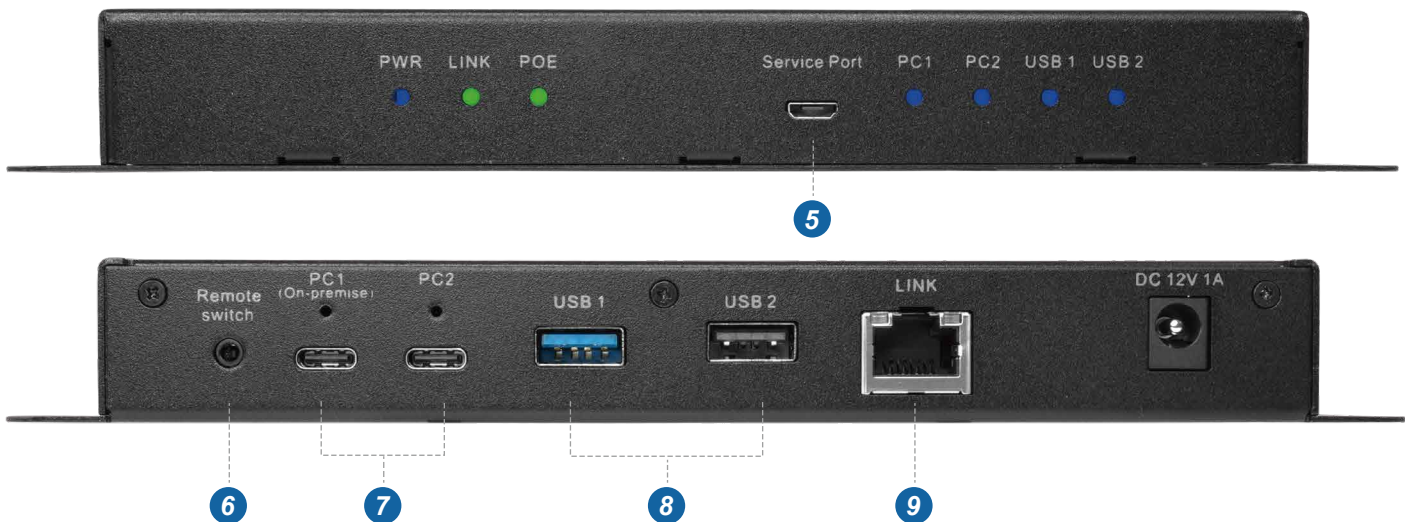 PWR LINK POE Service Port PC1 PC2 USB 1 USB 2
5
Remote
switch
PC1
(On-premise)
PC2
USB 1
USB 2
LINK
DC 12V 1A
6 7 8 9